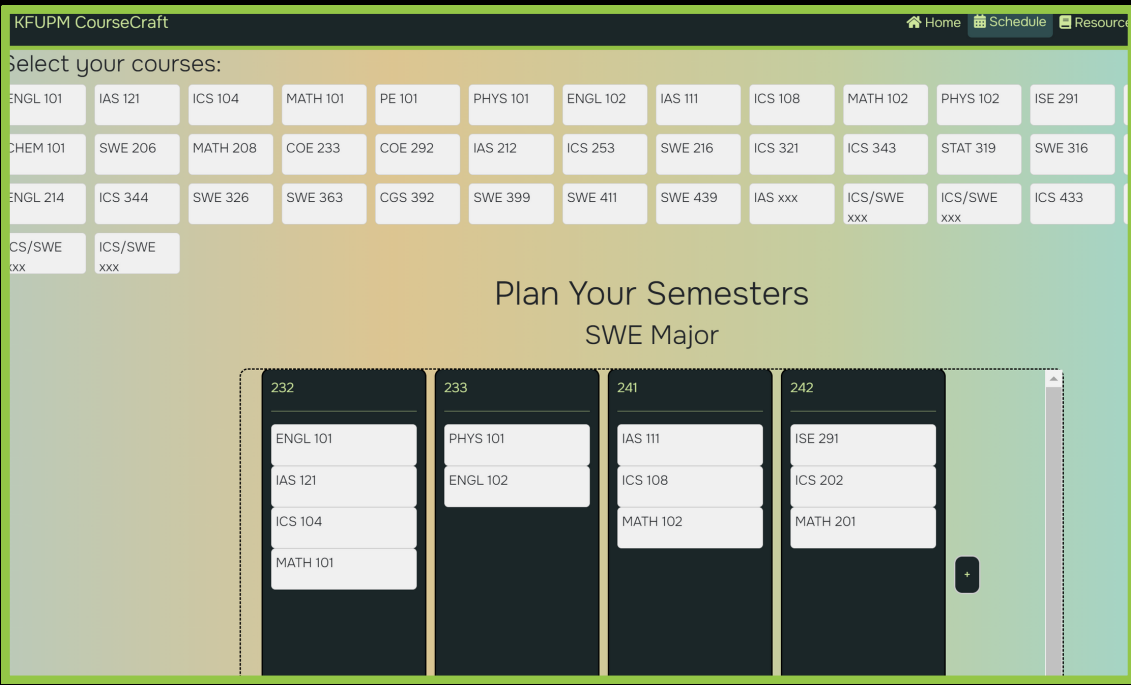 KFUPM CourseCraft Home Schedule Resource
Select your courses:
ENGL 101 IAS 121 ICS 104 MATH 101 PE 101 PHYS 101 ENGL 102 IAS 111 ICS 108 MATH 102 PHYS 102 ISE 291
CHEM 101 SWE 206 MATH 208 COE 233 COE 292 IAS 212 ICS 253 SWE 216 ICS 321 ICS 343 STAT 319 SWE 316
ENGL 214 ICS 344 SWE 326 SWE 363 CGS 392 SWE 399 SWE 411 SWE 439 IAS xxx ICS/SWE xxx ICS/SWE xxx ICS 433
ICS/SWE xxx ICS/SWE xxx
Plan Your Semesters
SWE Major
232 233 241 242
ENGL 101 PHYS 101 IAS 111 ISE 291
IAS 121 ENGL 102 ICS 108 ICS 202
ICS 104 MATH 102 MATH 201
MATH 101
+